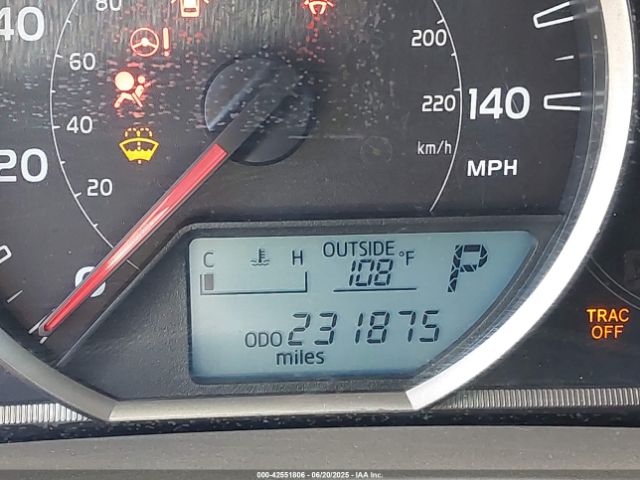 40
80
60
40
20
20
0
200
220
140
km/h
MPH
C H
OUTSIDE
108 °F
P
ODO 231875
miles
TRAC
OFF
000-42551806 - 06/20/2025 - IAA Inc.